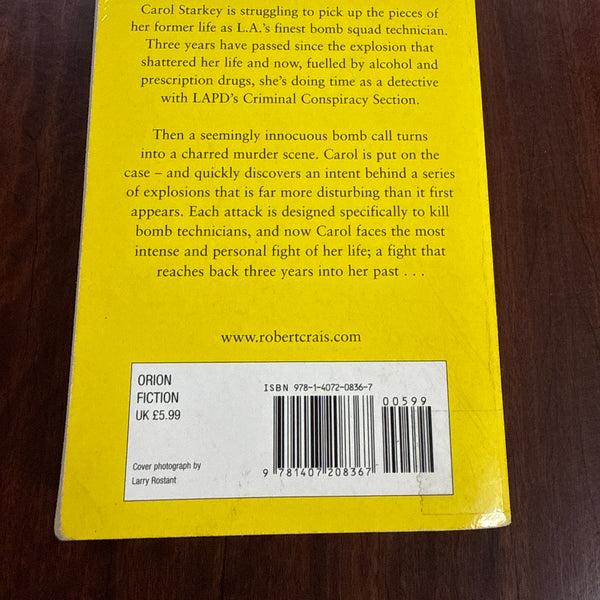 Carol Starkey is struggling to pick up the pieces of
her former life as L.A.'s finest bomb squad technician.
Three years have passed since the explosion that
shattered her life and now, fuelled by alcohol and
prescription drugs, she's doing time as a detective
with LAPD's Criminal Conspiracy Section.
Then a seemingly innocuous bomb call turns
into a charred murder scene. Carol is put on the
case – and quickly discovers an intent behind a series
of explosions that is far more disturbing than it first
appears. Each attack is designed specifically to kill
bomb technicians, and now Carol faces the most
intense and personal fight of her life; a fight that
reaches back three years into her past . . .
www.robertcrais.com
ORION
FICTION
UK £5.99
Cover photograph by
Larry Rostant
ISBN 978-1-4072-0836-7
00599
9 781407 208367